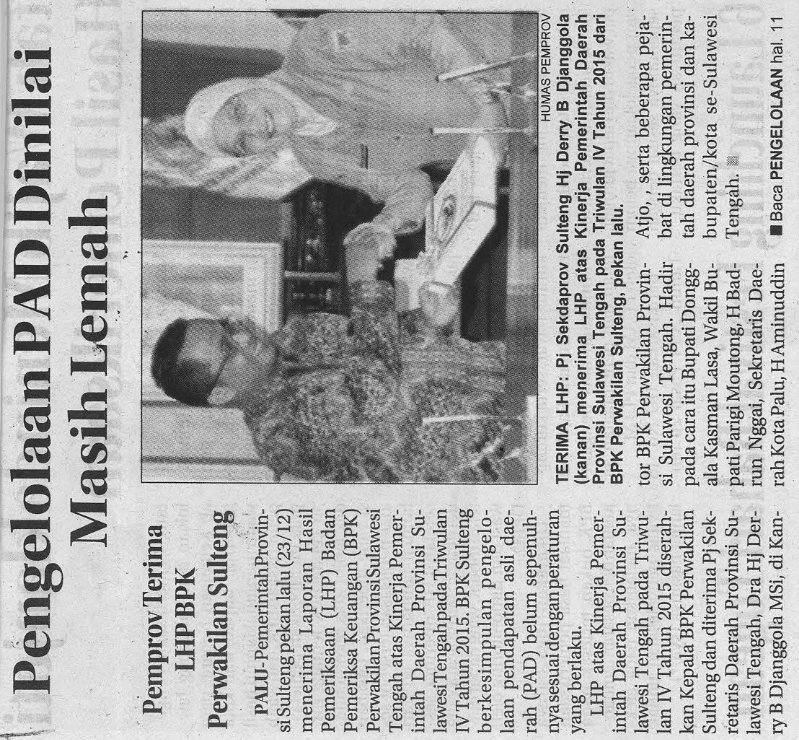 Pengelolaan PAD Dinilai
Masih Lemah
Pemprov Terima
LHP BPK
Perwakilan Sulteng
PALU - Pemerintah Provin-
si Sulteng pekan lalu (23/12)
menerima Laporan Hasil
Pemeriksaan (LHP) Badan
Pemeriksa Keuangan (BPK)
Perwakilan Provinsi Sulawesi
Tengah atas Kinerja Pemer-
intah Daerah Provinsi Su-
lawesi Tengah pada Triwulan
IV Tahun 2015. BPK Sulteng
berkesimpulan pengelo-
laan pendapatan asli dae-
rah (PAD) belum sepenuh-
nya sesuai dengan peraturan
yang berlaku.
LHP atas Kinerja Pemer-
intah Daerah Provinsi Su-
lawesi Tengah pada Triwu-
lan IV Tahun 2015 diserah-
kan Kepala BPK Perwakilan
Sulteng dan diterima Pj Sek-
retaris Daerah Provinsi Su-
lawesi Tengah, Dra Hj Der-
ry B Djanggola MSi, di Kan-
HUMAS PEMPROV
TERIMA LHP: Pj Sekdaprov Sulteng Hj Derry B Djanggola
(kanan) menerima LHP atas Kinerja Pemerintah Daerah
Provinsi Sulawesi Tengah pada Triwulan IV Tahun 2015 dari
BPK Perwakilan Sulteng, pekan lalu.
tor BPK Perwakilan Provin-
si Sulawesi Tengah. Hadir
pada cara itu Bupati Dongg-
ala Kasman Lasa, Wakil Bu-
pati Parigi Moutong, H Bad-
run Nggai, Sekretaris Dae-
rah Kota Palu, H Aminuddin
Atjo, , serta beberapa peja-
bat di lingkungan pemerin-
tah daerah provinsi dan ka-
bupaten/kota se-Sulawesi
Tengah. ■
■ Baca PENGELOLAAN hal. 11